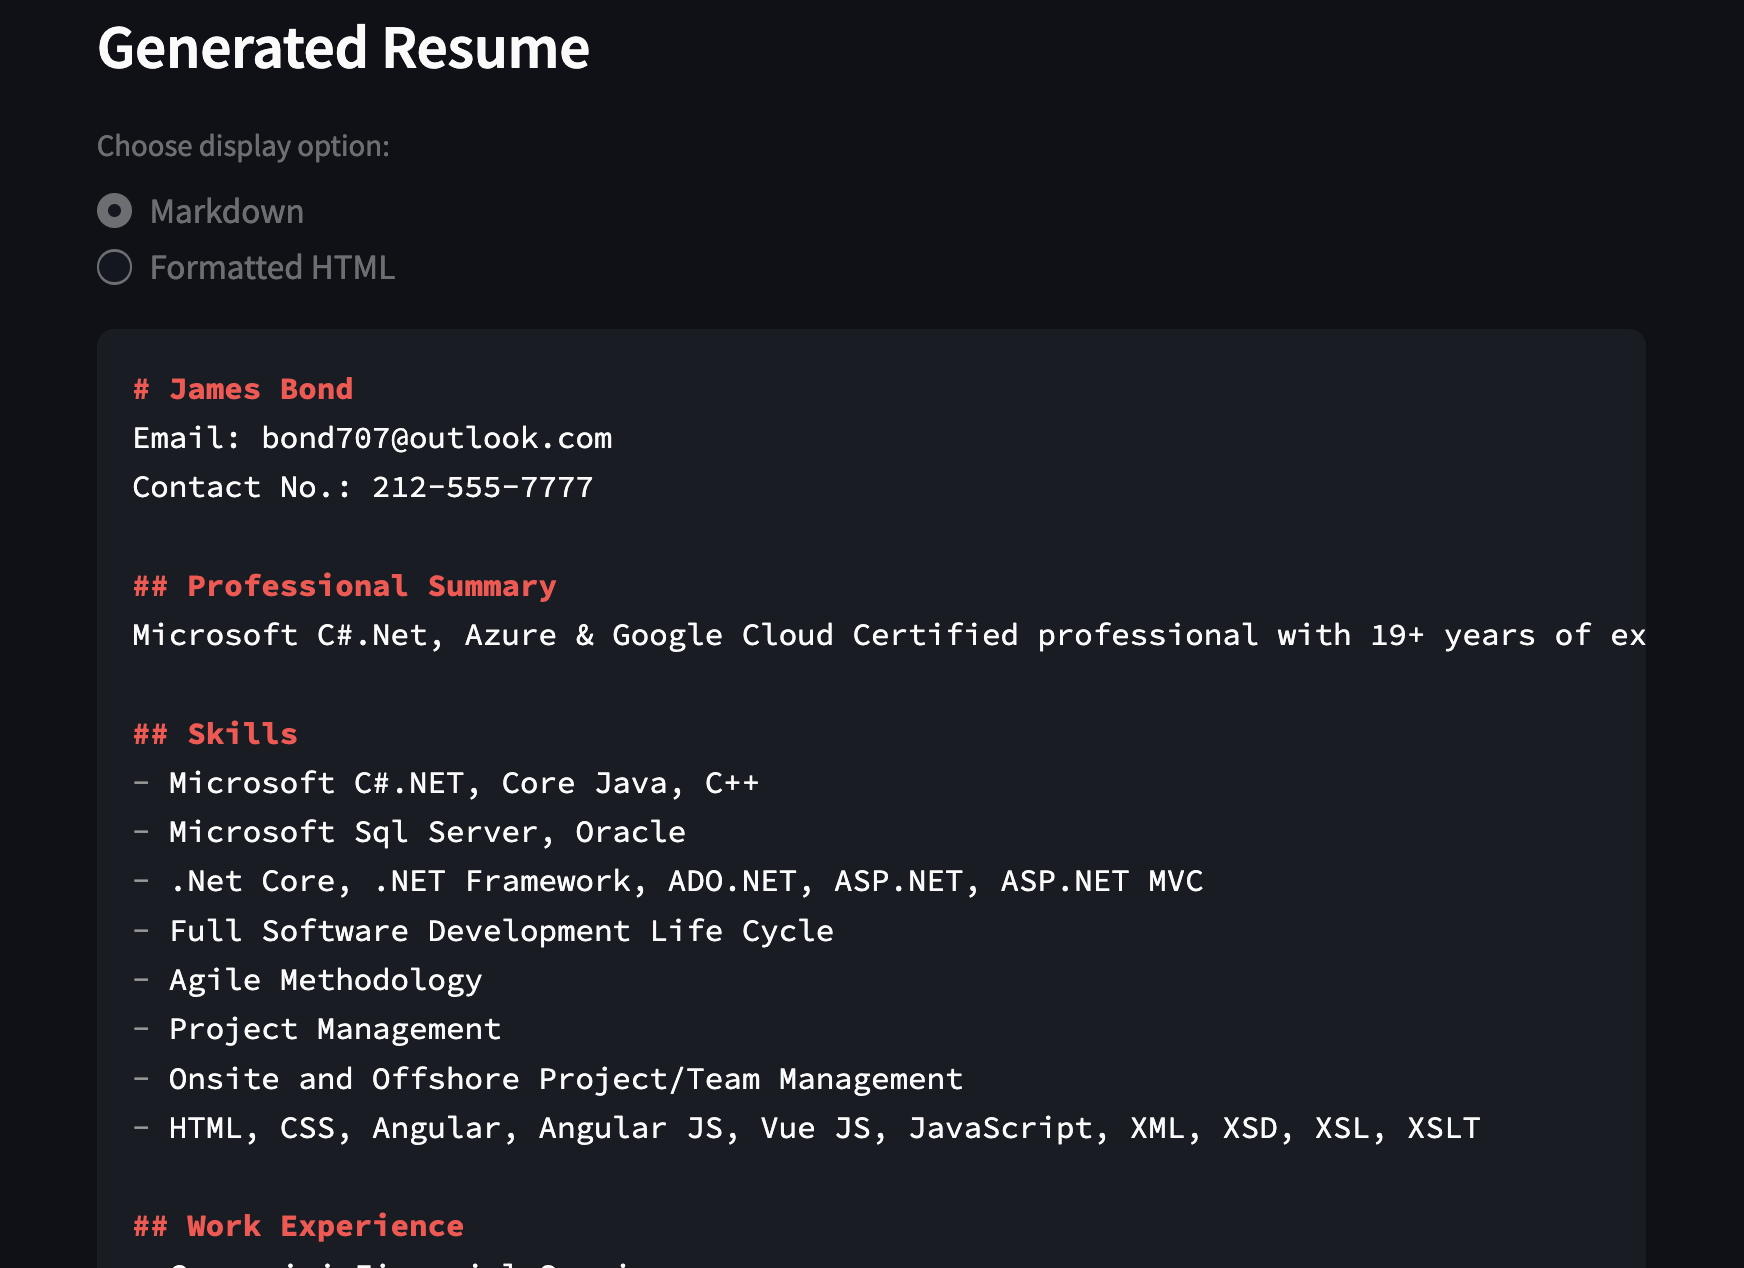 Generated Resume
Choose display option:
Markdown
Formatted HTML
# James Bond
Email: bond707@outlook.com
Contact No.: 212-555-7777
## Professional Summary
Microsoft C#.Net, Azure & Google Cloud Certified professional with 19+ years of ex
## Skills
- Microsoft C#.NET, Core Java, C++
- Microsoft Sql Server, Oracle
- .Net Core, .NET Framework, ADO.NET, ASP.NET, ASP.NET MVC
- Full Software Development Life Cycle
- Agile Methodology
- Project Management
- Onsite and Offshore Project/Team Management
- HTML, CSS, Angular, Angular JS, Vue JS, JavaScript, XML, XSD, XSL, XSLT
## Work Experience